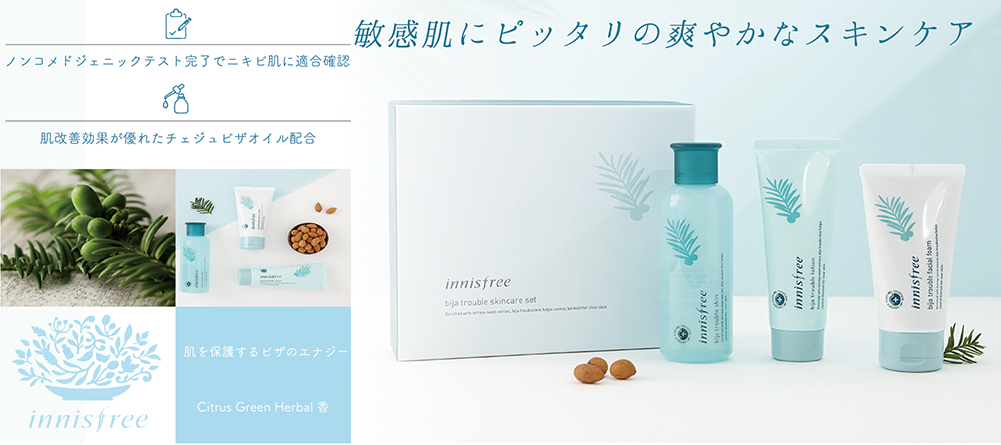 ノンコメドジェニックテスト完了でニキビ肌に適合確認
肌改善効果が優れたチェジュビザオイル配合
innisfree
肌を保護するビザのエナジー
Citrus Green Herbal 香
敏感肌にピッタリの爽やかなスキンケア
innisfree
bija trouble skincare set
innisfree
bija trouble skin
innisfree
bija trouble lotion
innisfree
bija trouble facial foam